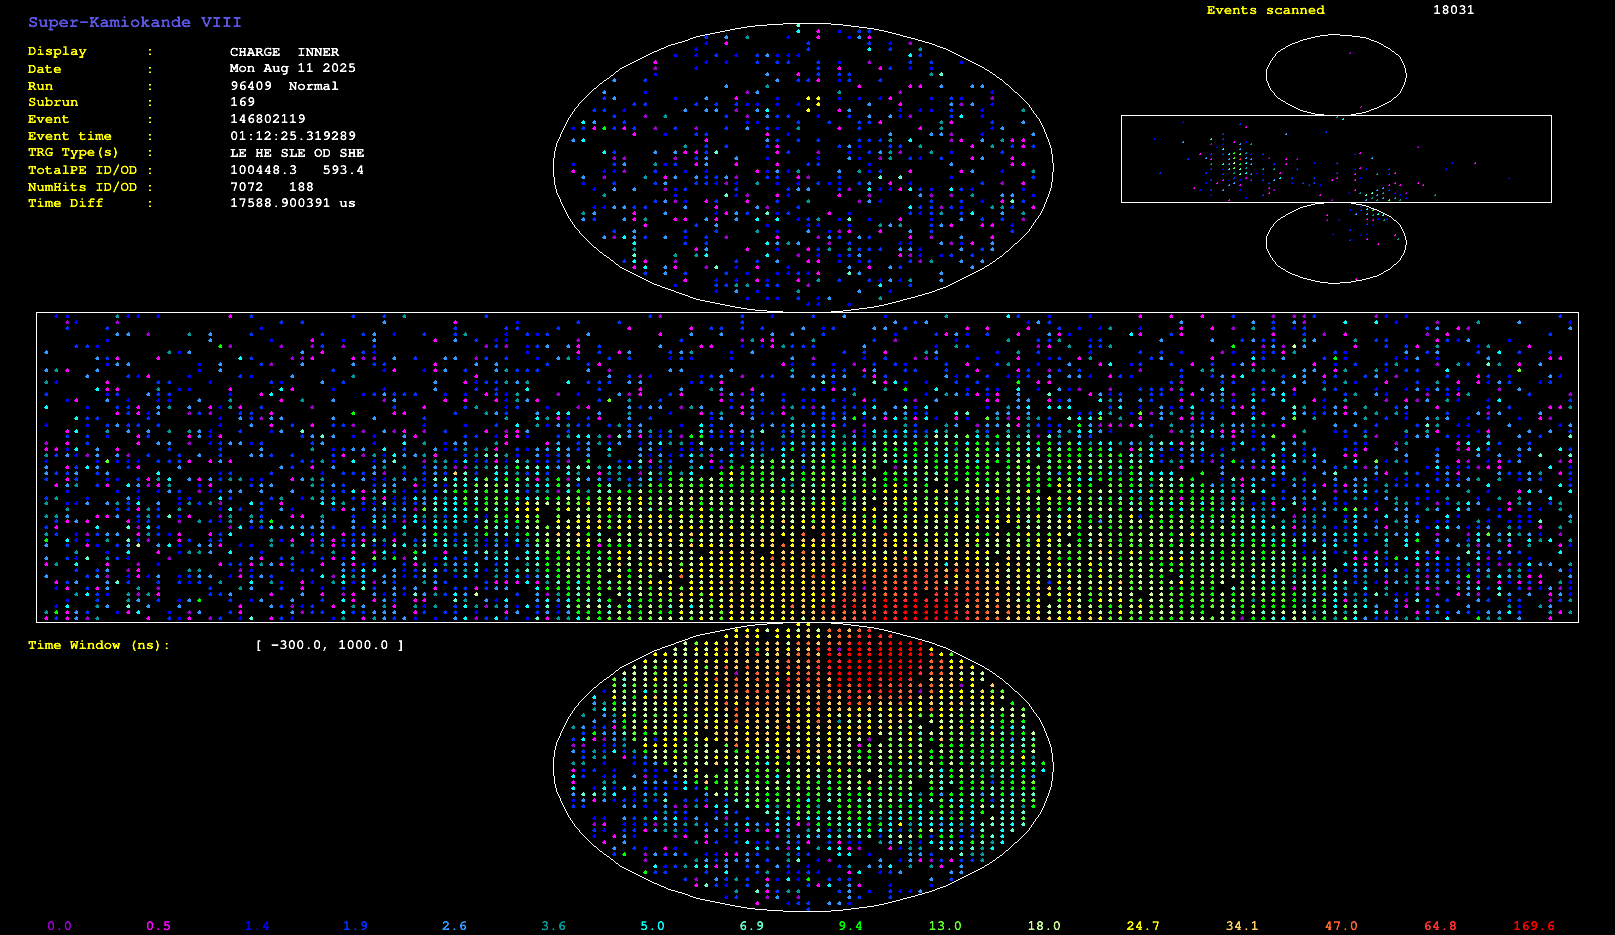 Super-Kamiokande VIII
Events scanned 18031
Display : CHARGE INNER
Date : Mon Aug 11 2025
Run : 96409 Normal
Subrun : 169
Event : 146802119
Event time : 01:12:25.319289
TRG Type(s) : LE HE SLE OD SHE
TotalPE ID/OD : 100448.3 593.4
NumHits ID/OD : 7072 188
Time Diff : 17588.900391 us
Time Window (ns): [ -300.0, 1000.0 ]
0.0 0.5 1.4 1.9 2.6 3.6 5.0 6.9 9.4 13.0 18.0 24.7 34.1 47.0 64.8 169.6